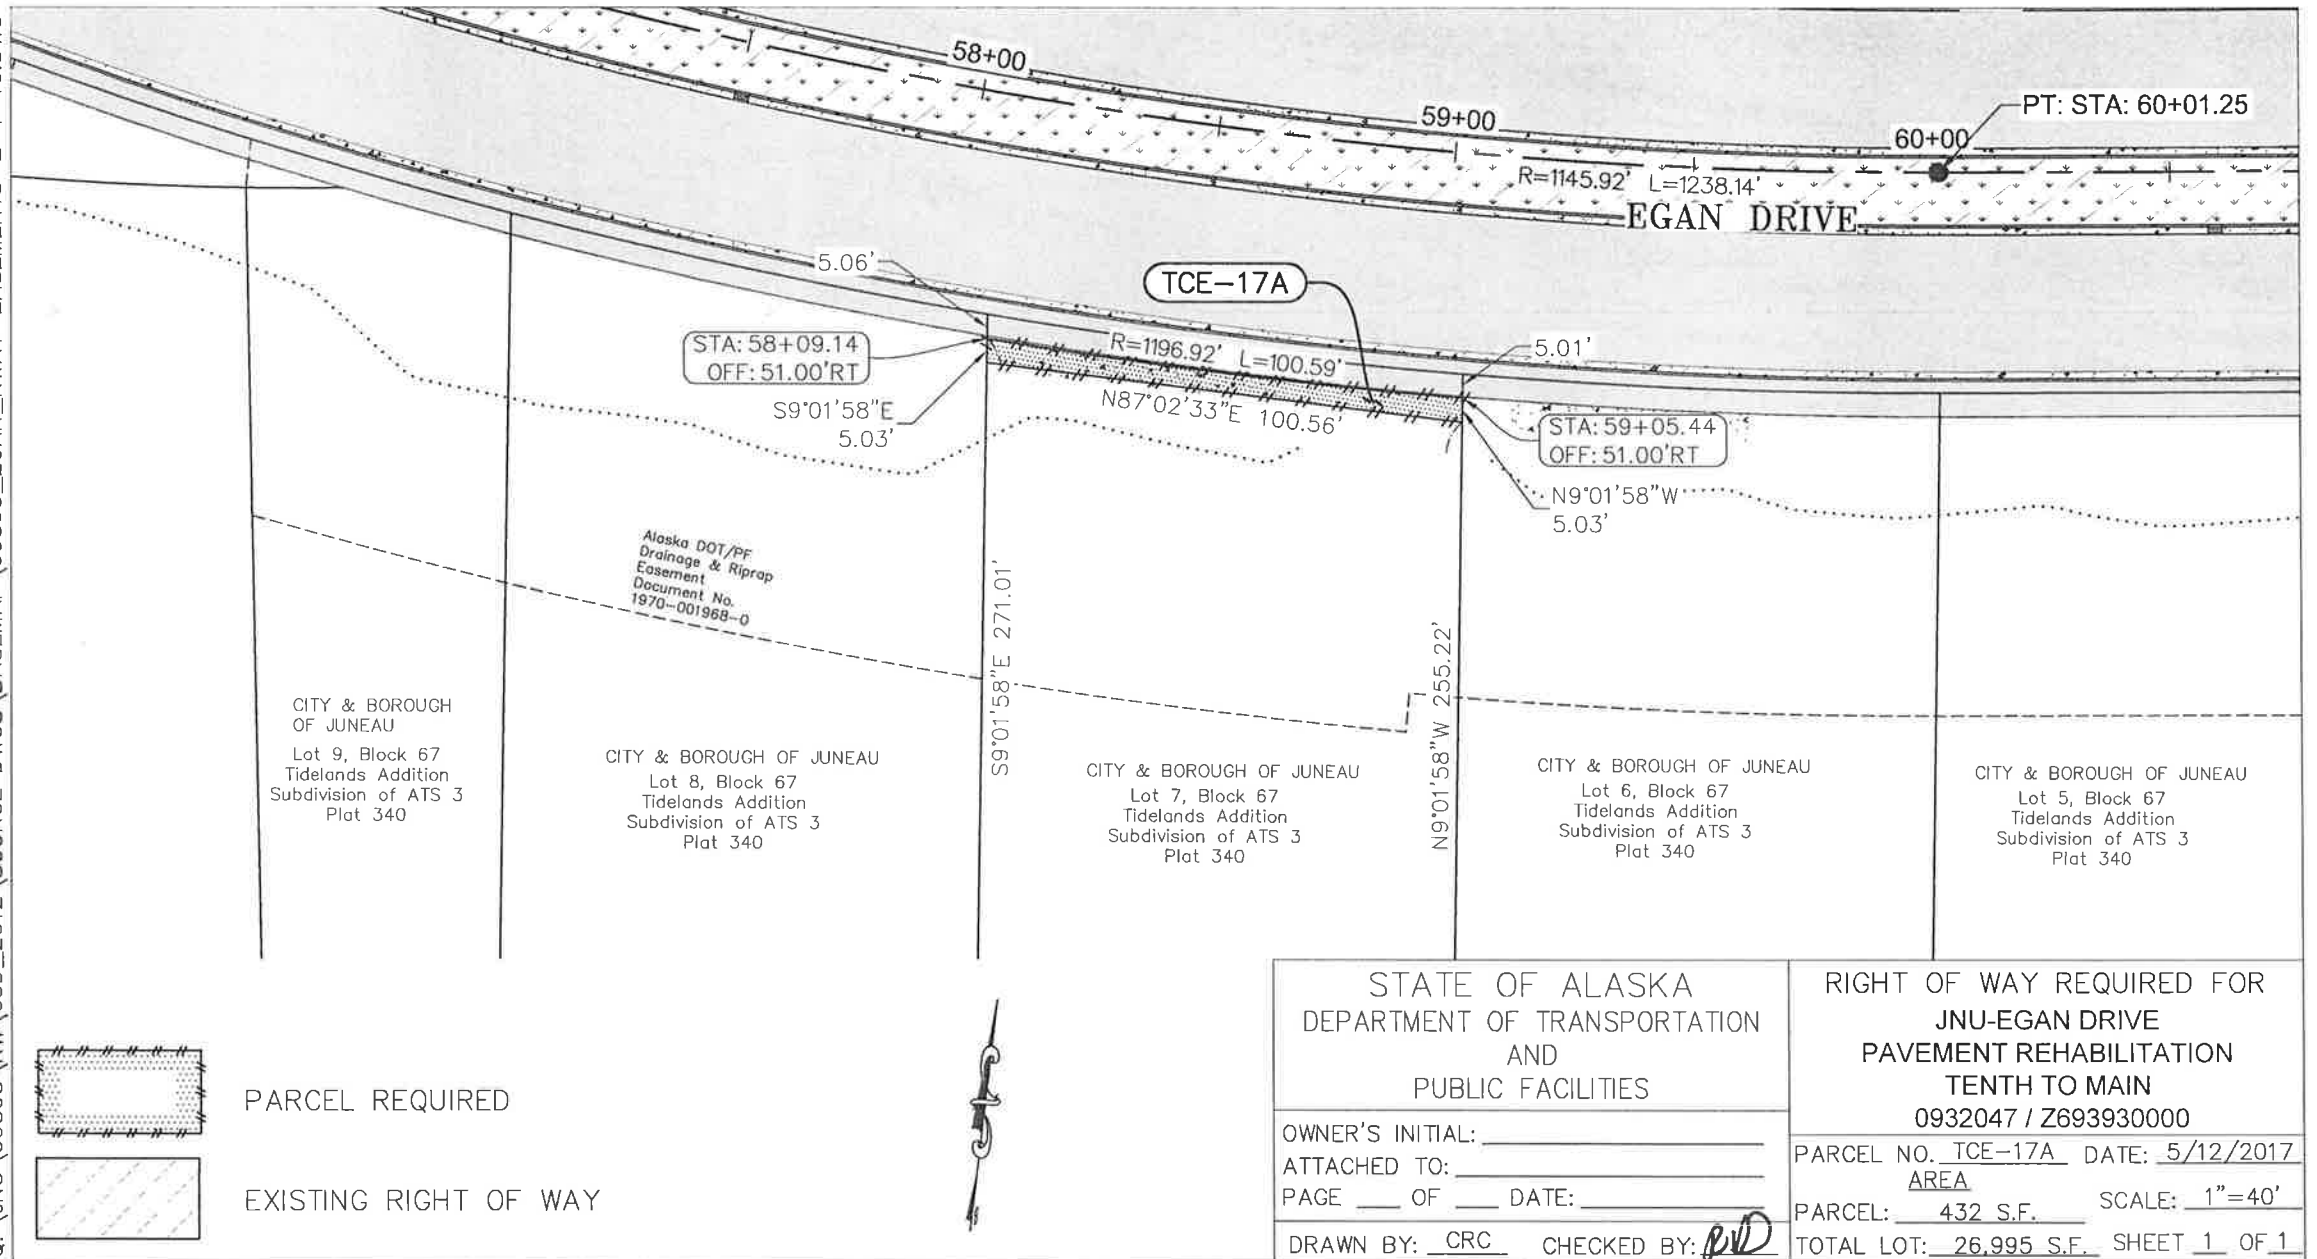 58+00
59+00
60+00
PT: STA: 60+01.25
R=1145.92' L=1238.14'
EGAN DRIVE
5.06'
TCE-17A
STA: 58+09.14
OFF: 51.00'RT
R=1196.92' L=100.59'
5.01'
S9°01'58"E
5.03'
N87°02'33"E 100.56'
STA: 59+05.44
OFF: 51.00'RT
N9°01'58"W
5.03'
Alaska DOT/PF
Drainage & Riprap
Easement
Document No.
1970-001968-0
S9°01'58"E 271.01'
N9°01'58"W 255.22'
CITY & BOROUGH
OF JUNEAU
Lot 9, Block 67
Tidelands Addition
Subdivision of ATS 3
Plat 340
CITY & BOROUGH OF JUNEAU
Lot 8, Block 67
Tidelands Addition
Subdivision of ATS 3
Plat 340
CITY & BOROUGH OF JUNEAU
Lot 7, Block 67
Tidelands Addition
Subdivision of ATS 3
Plat 340
CITY & BOROUGH OF JUNEAU
Lot 6, Block 67
Tidelands Addition
Subdivision of ATS 3
Plat 340
CITY & BOROUGH OF JUNEAU
Lot 5, Block 67
Tidelands Addition
Subdivision of ATS 3
Plat 340
PARCEL REQUIRED
EXISTING RIGHT OF WAY
STATE OF ALASKA
DEPARTMENT OF TRANSPORTATION
AND
PUBLIC FACILITIES
OWNER'S INITIAL:
ATTACHED TO:
PAGE OF DATE:
DRAWN BY: CRC CHECKED BY:
RIGHT OF WAY REQUIRED FOR
JNU-EGAN DRIVE
PAVEMENT REHABILITATION
TENTH TO MAIN
0932047 / Z693930000
PARCEL NO. TCE-17A DATE: 5/12/2017
AREA
PARCEL: 432 S.F. SCALE: 1"=40'
TOTAL LOT: 26,995 S.F. SHEET 1 OF 1